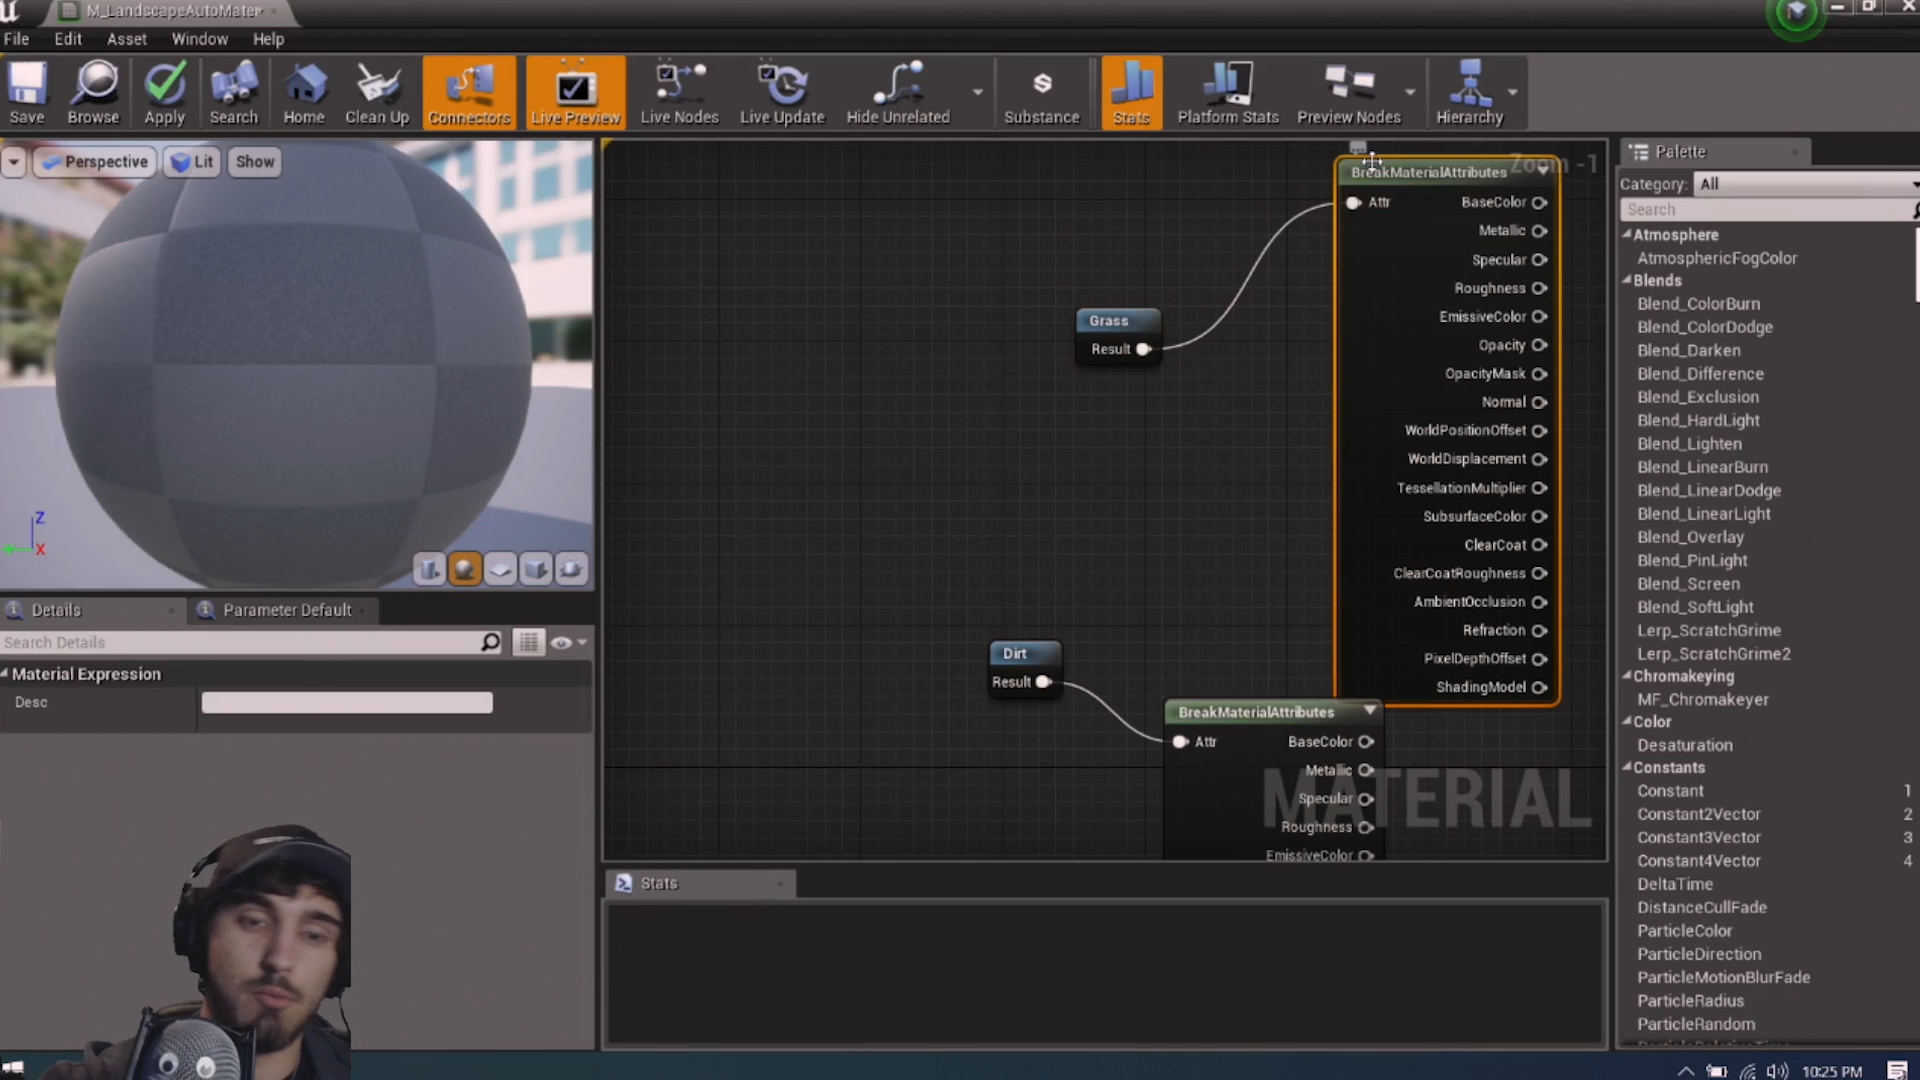 M_LandscapeAutoMater*
File Edit Asset Window Help
Save Browse Apply Search Home Clean Up Connectors Live Preview Live Nodes Live Update Hide Unrelated Substance Stats Platform Stats Preview Nodes Hierarchy
Perspective Lit Show
Z
X
Details Parameter Default
Search Details
Material Expression
Desc
Zoom -1
BreakMaterialAttributes
Attr BaseColor
Metallic
Specular
Roughness
EmissiveColor
Opacity
OpacityMask
Normal
WorldPositionOffset
WorldDisplacement
TessellationMultiplier
SubsurfaceColor
ClearCoat
ClearCoatRoughness
AmbientOcclusion
Refraction
PixelDepthOffset
ShadingModel
Grass
Result
Dirt
Result
BreakMaterialAttributes
Attr BaseColor
Metallic
Specular
Roughness
EmissiveColor
MATERIAL
Stats
Palette
Category: All
Search
Atmosphere
AtmosphericFogColor
Blends
Blend_ColorBurn
Blend_ColorDodge
Blend_Darken
Blend_Difference
Blend_Exclusion
Blend_HardLight
Blend_Lighten
Blend_LinearBurn
Blend_LinearDodge
Blend_LinearLight
Blend_Overlay
Blend_PinLight
Blend_Screen
Blend_SoftLight
Lerp_ScratchGrime
Lerp_ScratchGrime2
Chromakeying
MF_Chromakeyer
Color
Desaturation
Constants
Constant 1
Constant2Vector 2
Constant3Vector 3
Constant4Vector 4
DeltaTime
DistanceCullFade
ParticleColor
ParticleDirection
ParticleMotionBlurFade
ParticleRadius
ParticleRandom
10:25 PM